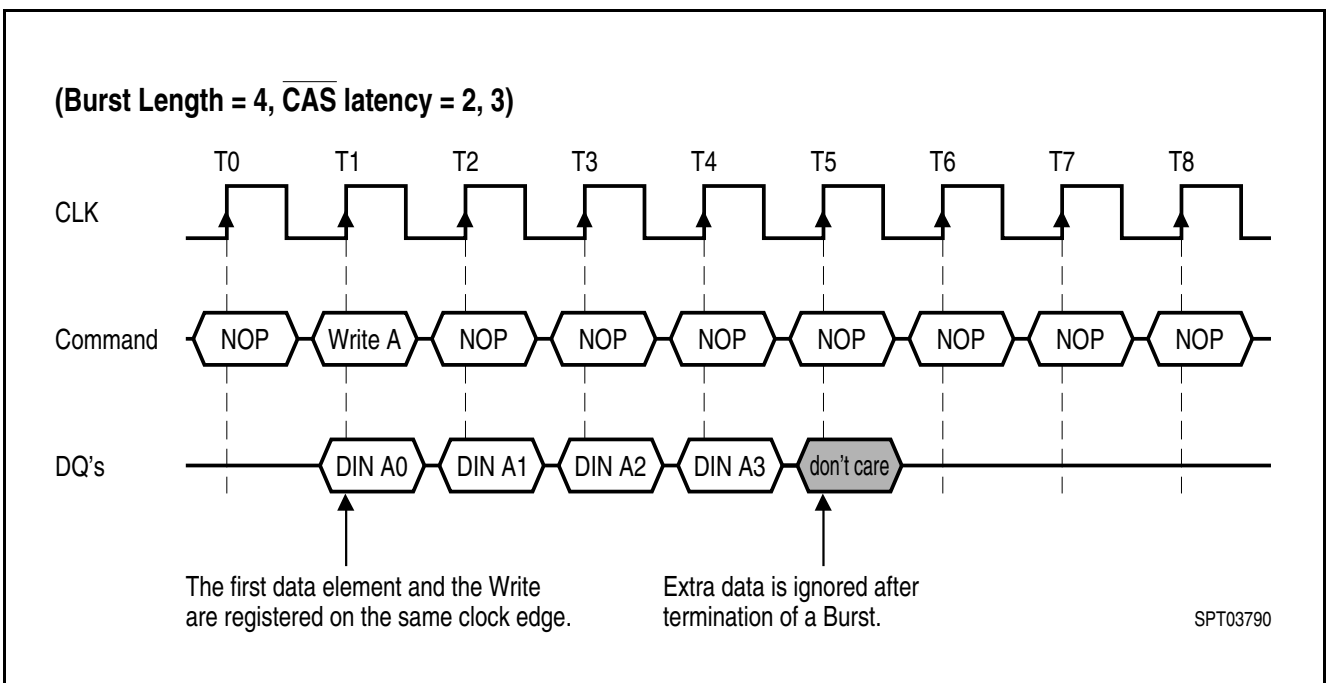 (Burst Length = 4, CAS latency = 2, 3)
T0 T1 T2 T3 T4 T5 T6 T7 T8
CLK
Command NOP Write A NOP NOP NOP NOP NOP NOP NOP
DQ's DIN A0 DIN A1 DIN A2 DIN A3 don't care
The first data element and the Write
are registered on the same clock edge.
Extra data is ignored after
termination of a Burst.
SPT03790